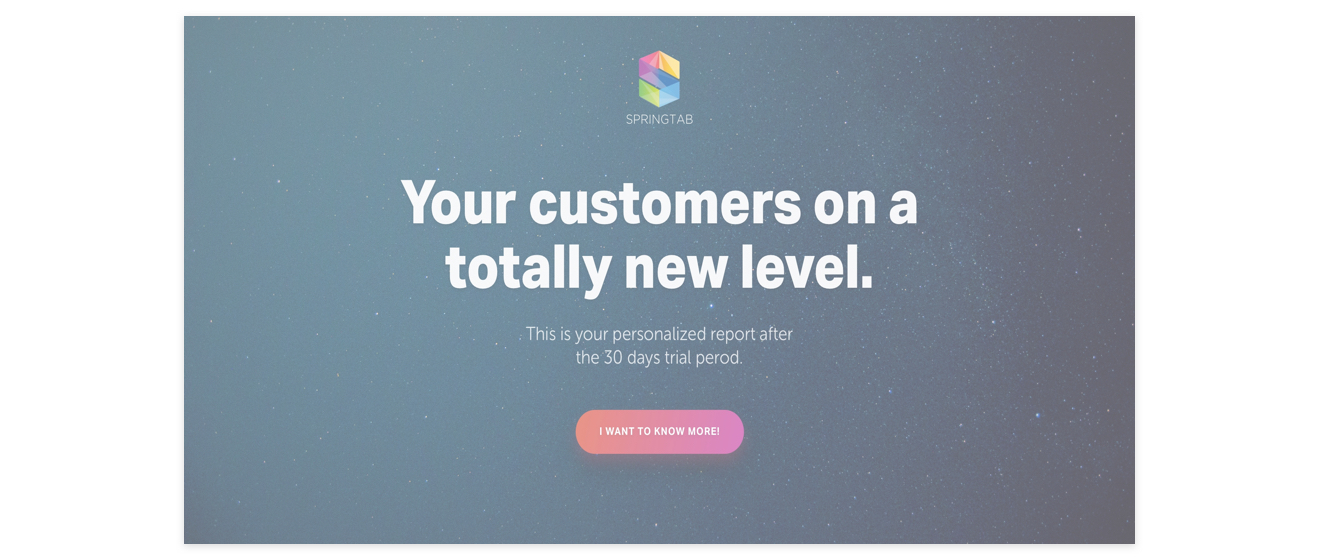 SPRINGTAB
Your customers on a
totally new level.
This is your personalized report after
the 30 days trial perod.
I WANT TO KNOW MORE!